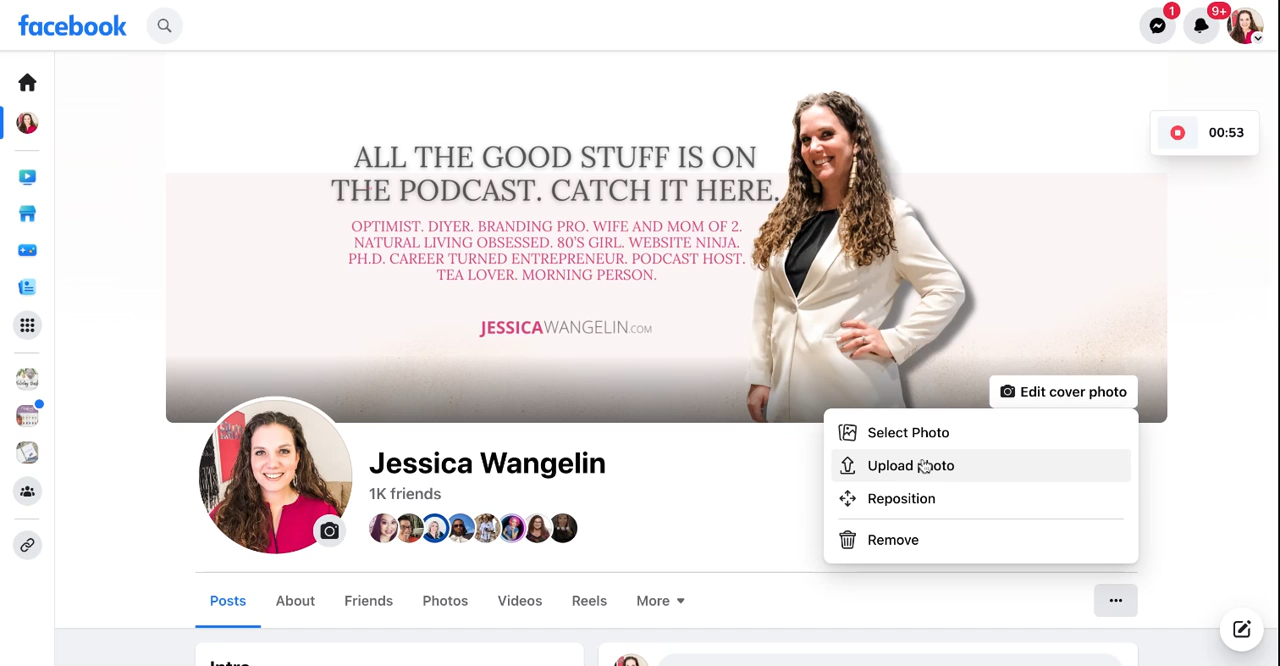 facebook
1
9+
00:53
ALL THE GOOD STUFF IS ON
THE PODCAST. CATCH IT HERE.
OPTIMIST. DIYER. BRANDING PRO. WIFE AND MOM OF 2.
NATURAL LIVING OBSESSED. 80'S GIRL. WEBSITE NINJA.
PH.D. CAREER TURNED ENTREPRENEUR. PODCAST HOST.
TEA LOVER. MORNING PERSON.
JESSICAWANGELIN.COM
Edit cover photo
Select Photo
Upload Photo
Reposition
Remove
Jessica Wangelin
1K friends
Posts About Friends Photos Videos Reels More
Intro